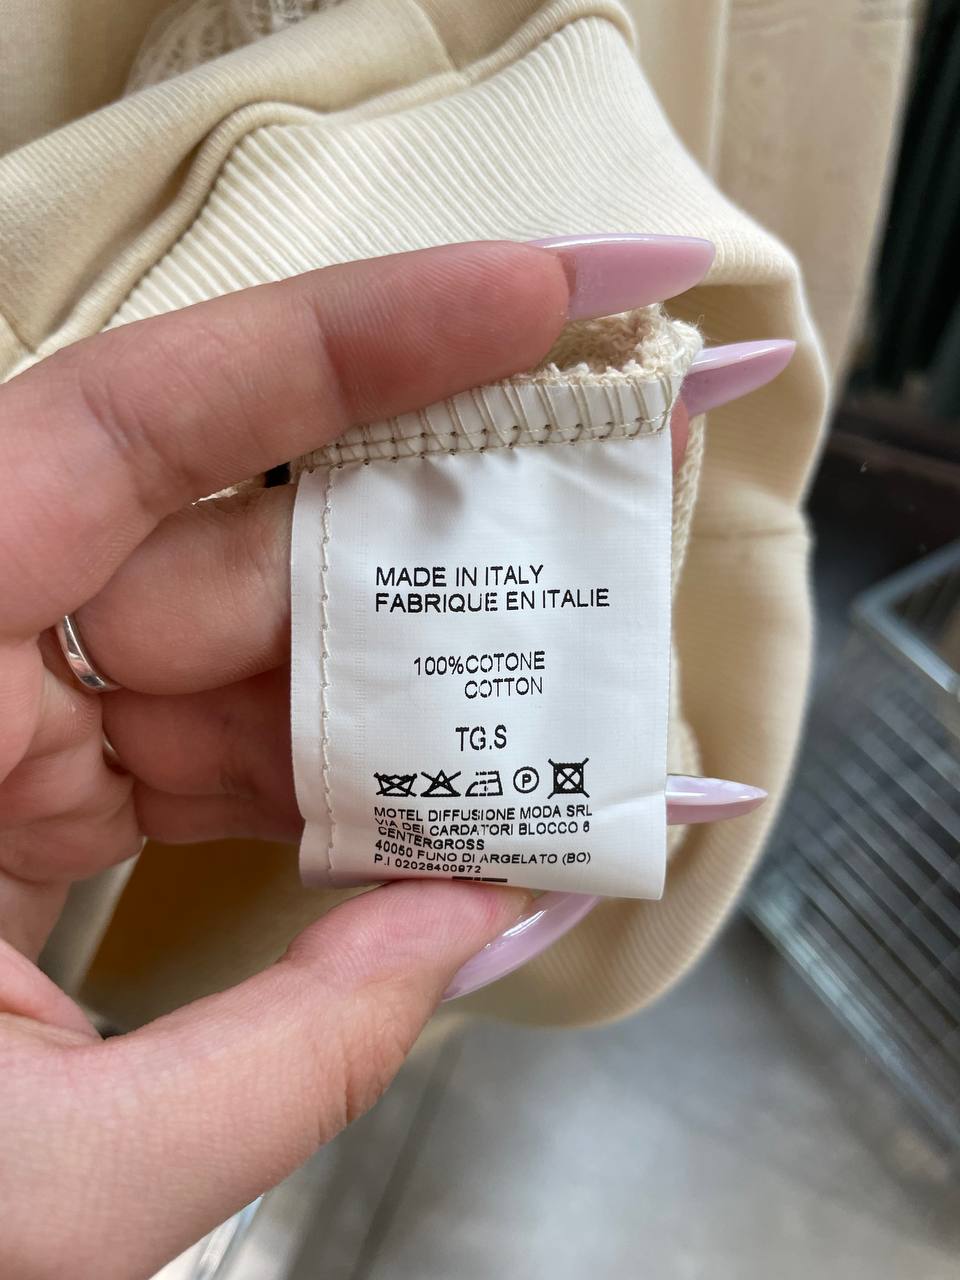 MADE IN ITALY
FABRIQUE EN ITALIE
100%COTONE
COTTON
TG.S
P
MOTEL DIFFUSIONE MODA SRL
VIA DEI CARDATORI BLOCCO 6
CENTERGROSS
40050 FUNO DI ARGELATO (BO)
P.I 02028400972